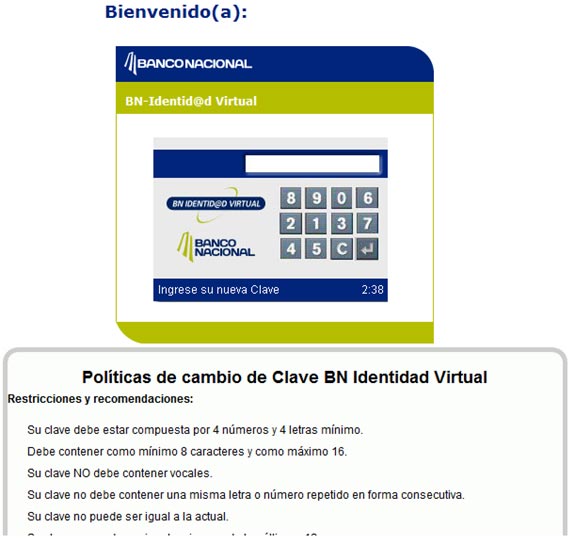 Bienvenido(a):
BANCO NACIONAL
BN-Identid@d Virtual
BN IDENTID@D VIRTUAL
8 9 0 6
2 1 3 7
4 5 C
BANCO
NACIONAL
Ingrese su nueva Clave 2:38
Políticas de cambio de Clave BN Identidad Virtual
Restricciones y recomendaciones:
Su clave debe estar compuesta por 4 números y 4 letras mínimo.
Debe contener como mínimo 8 caracteres y como máximo 16.
Su clave NO debe contener vocales.
Su clave no debe contener una misma letra o número repetido en forma consecutiva.
Su clave no puede ser igual a la actual.